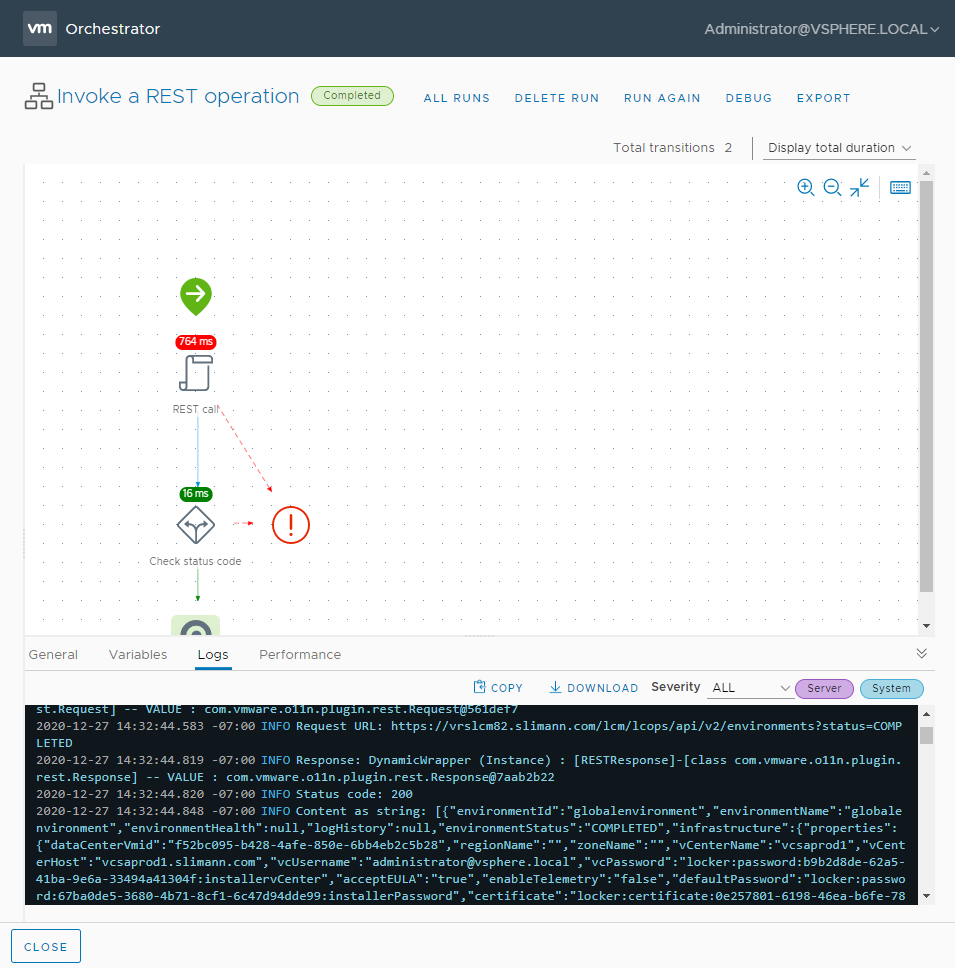 vm Orchestrator Administrator@VSPHERE.LOCAL
Invoke a REST operation Completed ALL RUNS DELETE RUN RUN AGAIN DEBUG EXPORT
Total transitions 2 Display total duration
764 ms
REST call
16 ms
Check status code
General Variables Logs Performance
COPY DOWNLOAD Severity ALL Server System
st.Request] -- VALUE : com.vmware.o11n.plugin.rest.Request@561def7
2020-12-27 14:32:44.583 -07:00 INFO Request URL: https://vrslcm82.slimann.com/lcm/lcops/api/v2/environments?status=COMP
LETED
2020-12-27 14:32:44.819 -07:00 INFO Response: DynamicWrapper (Instance) : [RESTResponse]-[class com.vmware.o11n.plugin.
rest.Response] -- VALUE : com.vmware.o11n.plugin.rest.Response@7aab2b22
2020-12-27 14:32:44.820 -07:00 INFO Status code: 200
2020-12-27 14:32:44.848 -07:00 INFO Content as string: [{"environmentId":"globalenvironment","environmentName":"globale
nvironment","environmentHealth":null,"logHistory":null,"environmentStatus":"COMPLETED","infrastructure":{"properties":
{"dataCenterVmid":"f52bc095-b428-4afe-850e-6bb4eb2c5b28","regionName":"","zoneName":"","vCenterName":"vcsaprod1","vCent
erHost":"vcsaprod1.slimann.com","vcUsername":"administrator@vsphere.local","vcPassword":"locker:password:b9b2d8de-62a5-
41ba-9e6a-33494a41304f:installervCenter","acceptEULA":"true","enableTelemetry":"false","defaultPassword":"locker:passwo
rd:67ba0de5-3680-4b71-8cf1-6c47d94dde99:installerPassword","certificate":"locker:certificate:0e257801-6198-46ea-b6fe-78
CLOSE